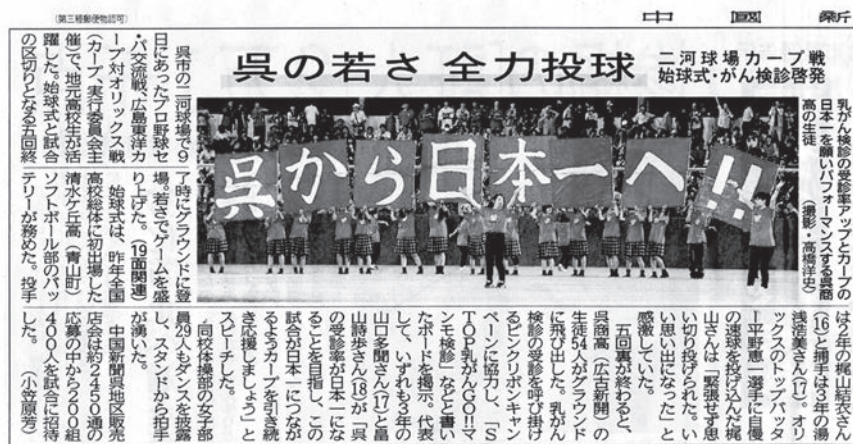 （第三種郵便物認可）
中國新
呉の若さ 全力投球
二河球場カープ戦
始球式・がん検診啓発
乳がん検診の受診率アップとカープの
日本一を願いパフォーマンスする呉商
高の生徒（撮影・高橋洋史）
呉から日本一へ!!
呉市の二河球場で９
日にあったプロ野球セ
・パ交流戦、広島東洋カ
ープ対オリックス戦
（カープ、実行委員会主
催）で、地元高校生が活
躍した。始球式と試合
の区切りとなる五回終
了時にグラウンドに登
場。若さでゲームを盛
り上げた。（19面関連）
始球式は、昨年全国
高校総体に初出場した
清水ケ丘高（青山町）
ソフトボール部のバッ
テリーが務めた。投手
は２年の梶山結衣さん
（16）と捕手は３年の湯
浅浩美さん（17）。オリ
ックスのトップバッタ
ー平野恵一選手に自慢
の速球を投げ込んだ梶
山さんは「緊張せず思
い切り投げられた。い
い思い出になった」と
感激していた。
五回裏が終わると、
呉商高（広古新開）の
生徒54人がグラウンド
に飛び出した。乳がん
検診の受診を呼び掛け
るピンクリボンキャン
ペーンに協力し、「Ｓ
ＴＯＰ乳がんＧＯ!!マ
ンモ検診」などと書い
たボードを掲示。代表
して、いずれも３年の
山口多聞さん（17）と畠
山詩歩さん（18）が「呉
の受診率が日本一にな
ることを目指し、この
試合が日本一につなが
るようカープを引き続
き応援しましょう」と
スピーチした。
同校体操部の女子部
員29人もダンスを披露
し、スタンドから拍手
が湧いた。
中国新聞呉地区販売
店会は約２４５０通の
応募の中から２００組
４００人を試合に招待
した。（小笠原芳）